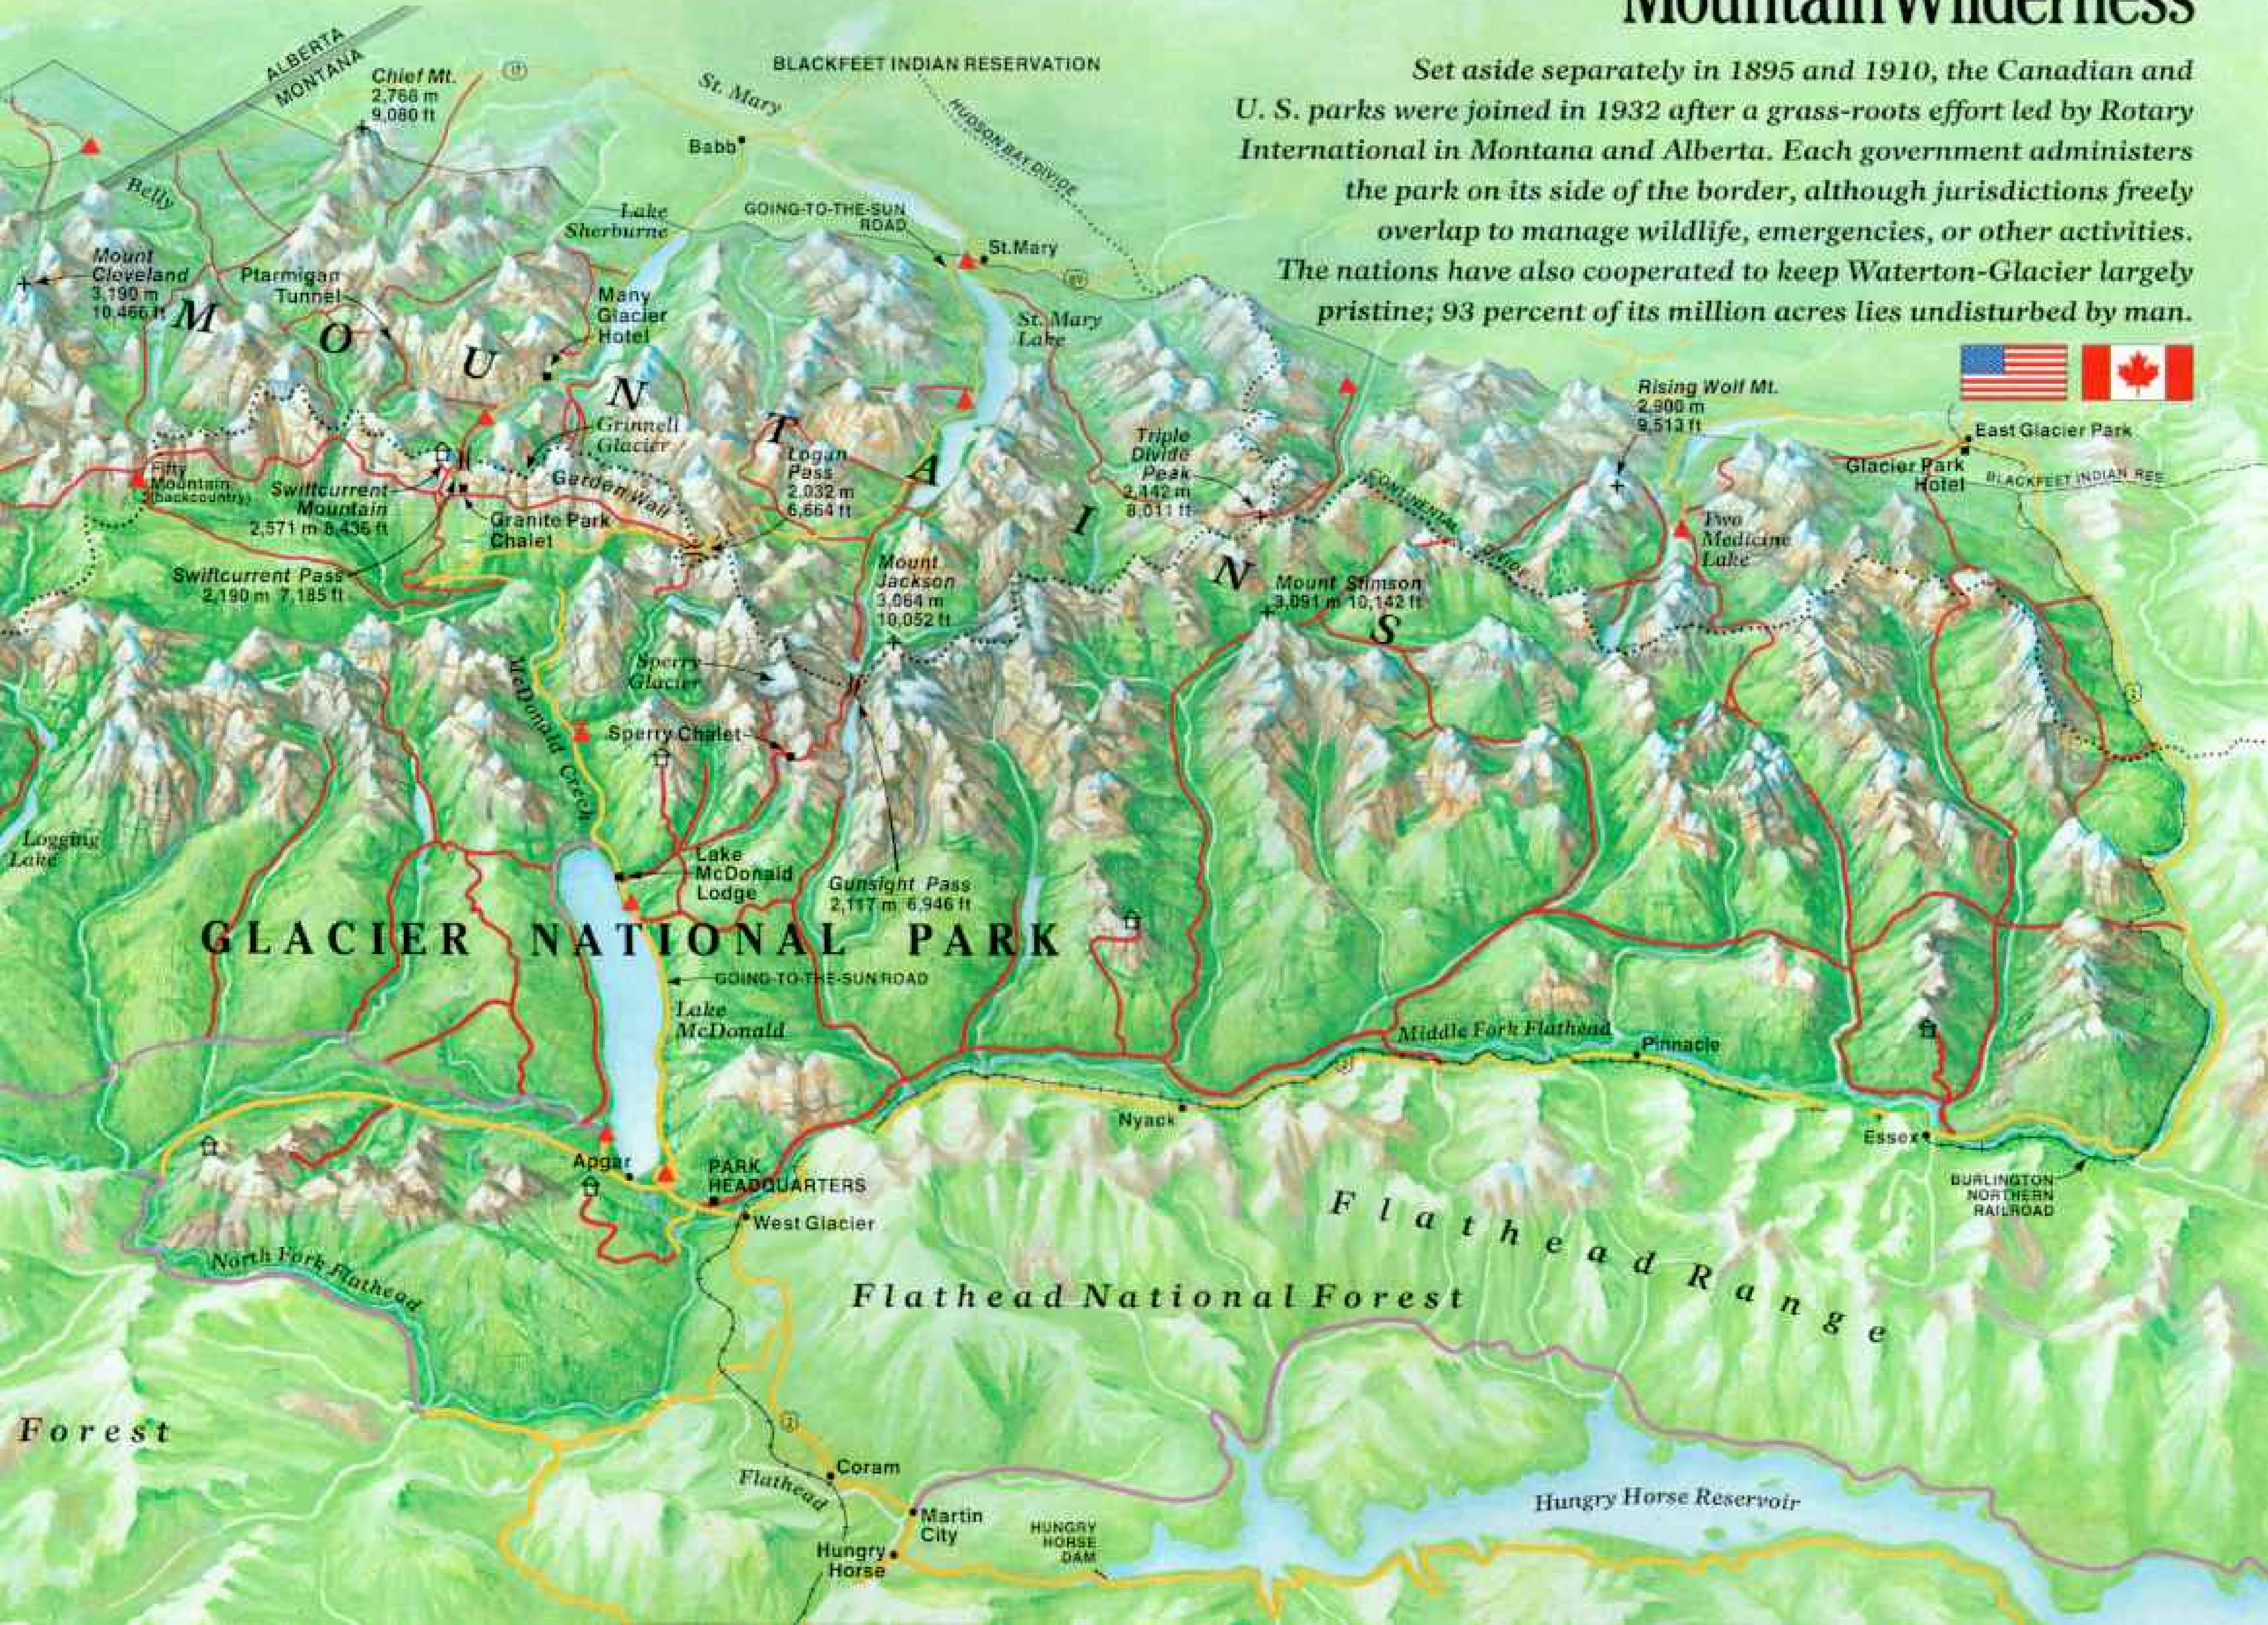 Mountain Wilderness
Set aside separately in 1895 and 1910, the Canadian and
U. S. parks were joined in 1932 after a grass-roots effort led by Rotary
International in Montana and Alberta. Each government administers
the park on its side of the border, although jurisdictions freely
overlap to manage wildlife, emergencies, or other activities.
The nations have also cooperated to keep Waterton-Glacier largely
pristine; 93 percent of its million acres lies undisturbed by man.
ALBERTA
MONTANA
Chief Mt.
2,768 m
9,080 ft
17
St. Mary
BLACKFEET INDIAN RESERVATION
HUDSON BAY DIVIDE
Babb
Belly
Lake
Sherburne
GOING-TO-THE-SUN
ROAD
St. Mary
89
Mount
Cleveland
3,190 m
10,466 ft
Ptarmigan
Tunnel
Many
Glacier
Hotel
St. Mary
Lake
MOUNTAINS
Rising Wolf Mt.
2,900 m
9,513 ft
East Glacier Park
Glacier Park
Hotel
BLACKFEET INDIAN RES.
Grinnell
Glacier
Logan
Pass
2,032 m
6,664 ft
Triple
Divide
Peak
2,442 m
8,011 ft
CONTINENTAL
DIVIDE
Fifty
Mountain
(backcountry)
Swiftcurrent
Mountain
2,571 m 8,436 ft
Garden Wall
Granite Park
Chalet
Two
Medicine
Lake
Swiftcurrent Pass
2,190 m 7,185 ft
Mount
Jackson
3,064 m
10,052 ft
Mount Stimson
3,091 m 10,142 ft
McDonald Creek
Sperry
Glacier
Sperry Chalet
2
Logging
Lake
Lake
McDonald
Lodge
Gunsight Pass
2,117 m 6,946 ft
GLACIER NATIONAL PARK
GOING-TO-THE-SUN ROAD
Lake
McDonald
Middle Fork Flathead
Pinnacle
2
Nyack
Essex
BURLINGTON
NORTHERN
RAILROAD
Apgar
PARK
HEADQUARTERS
West Glacier
North Fork Flathead
Flathead Range
Flathead National Forest
Forest
2
Coram
Flathead
Martin
City
HUNGRY
HORSE
DAM
Hungry
Horse
Hungry Horse Reservoir